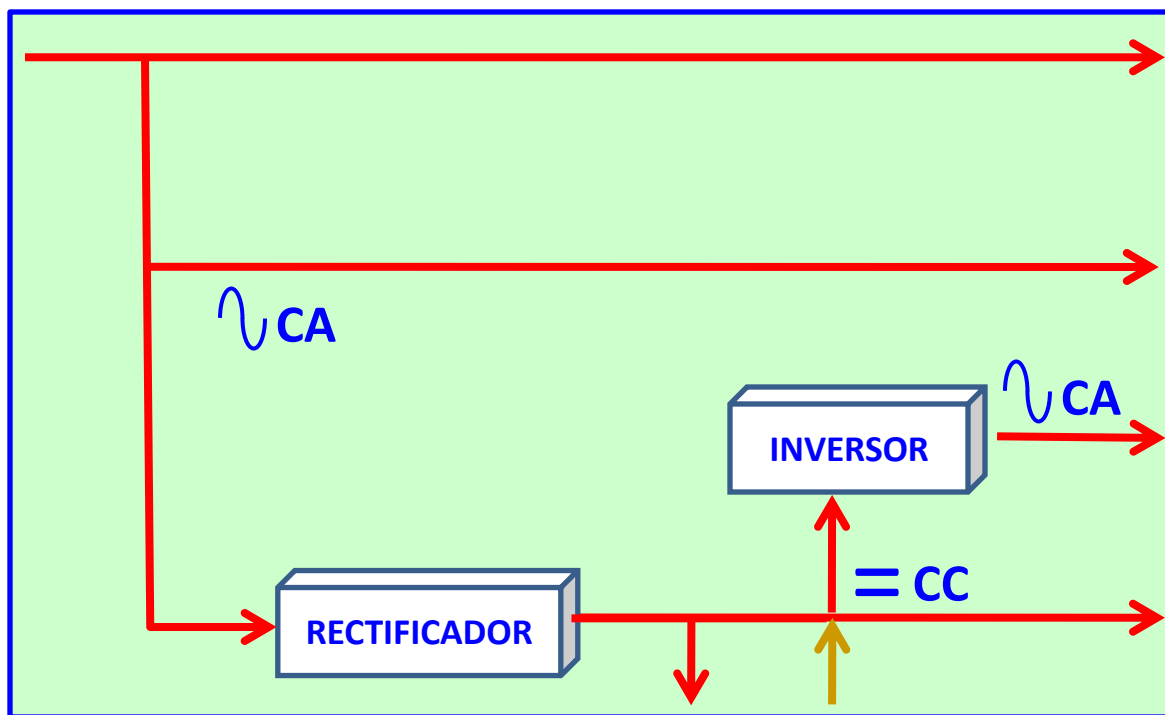 CA
CA
INVERSOR
= CC
RECTIFICADOR